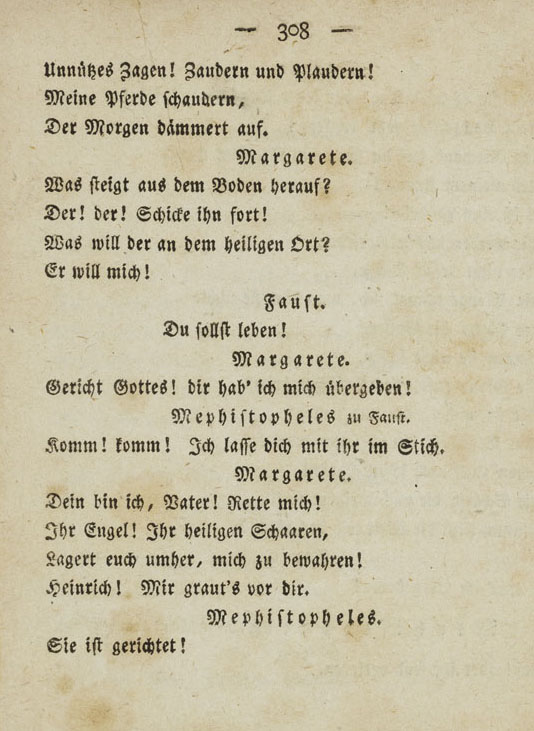 — 308 —
Unnützes Zagen! Zaudern und Plaudern!
Meine Pferde schaudern,
Der Morgen dämmert auf.
Margarete.
Was steigt aus dem Boden herauf?
Der! der! Schicke ihn fort!
Was will der an dem heiligen Ort?
Er will mich!
Faust.
Du sollst leben!
Margarete.
Gericht Gottes! dir hab' ich mich übergeben!
Mephistopheles zu Faust.
Komm! komm! Ich lasse dich mit ihr im Stich.
Margarete.
Dein bin ich, Vater! Rette mich!
Ihr Engel! Ihr heiligen Schaaren,
Lagert euch umher, mich zu bewahren!
Heinrich! Mir graut's vor dir.
Mephistopheles.
Sie ist gerichtet!